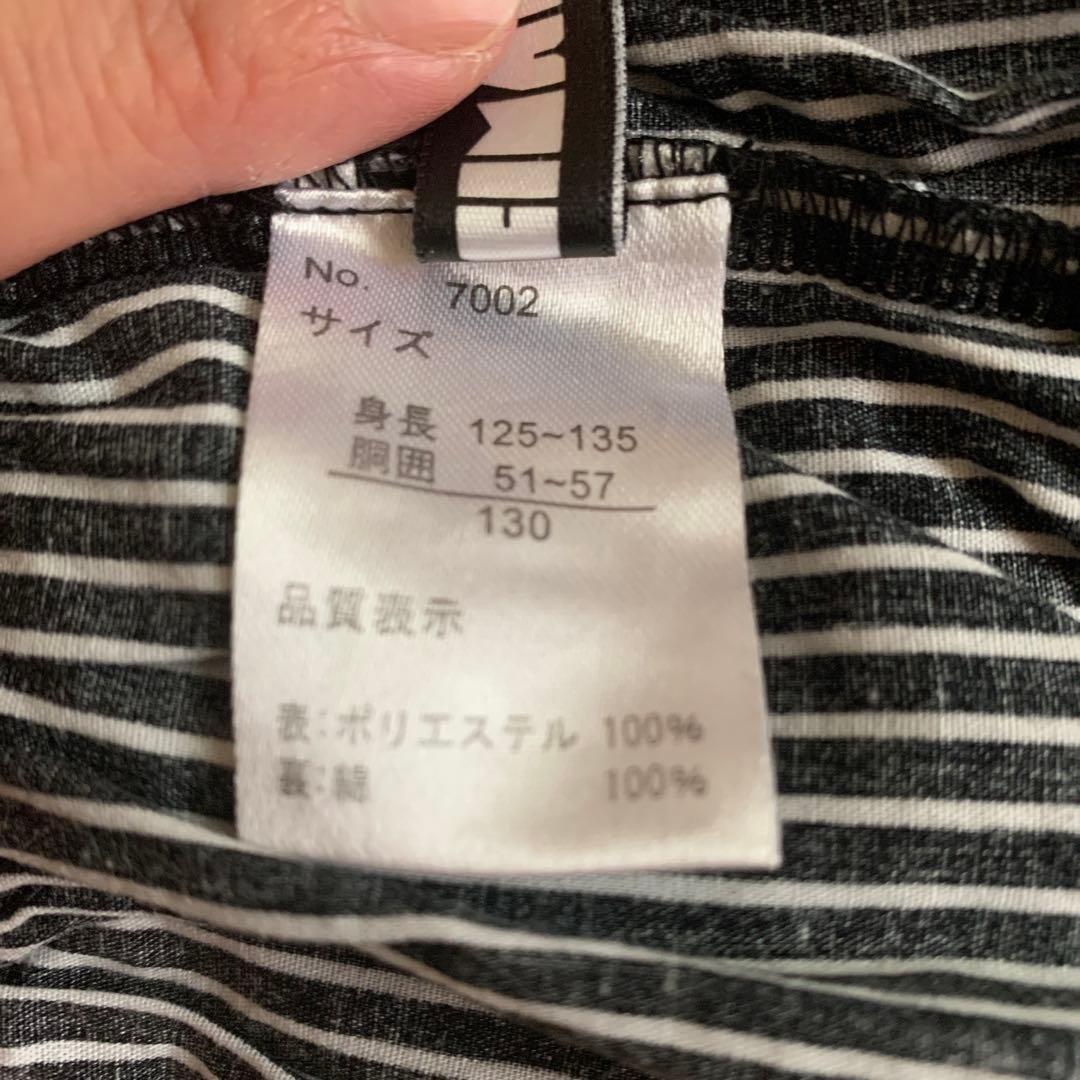 No. 7002
サイズ
身長 125~135
胴囲 51~57
130
品質表示
表:ポリエステル 100%
裏:綿 100%